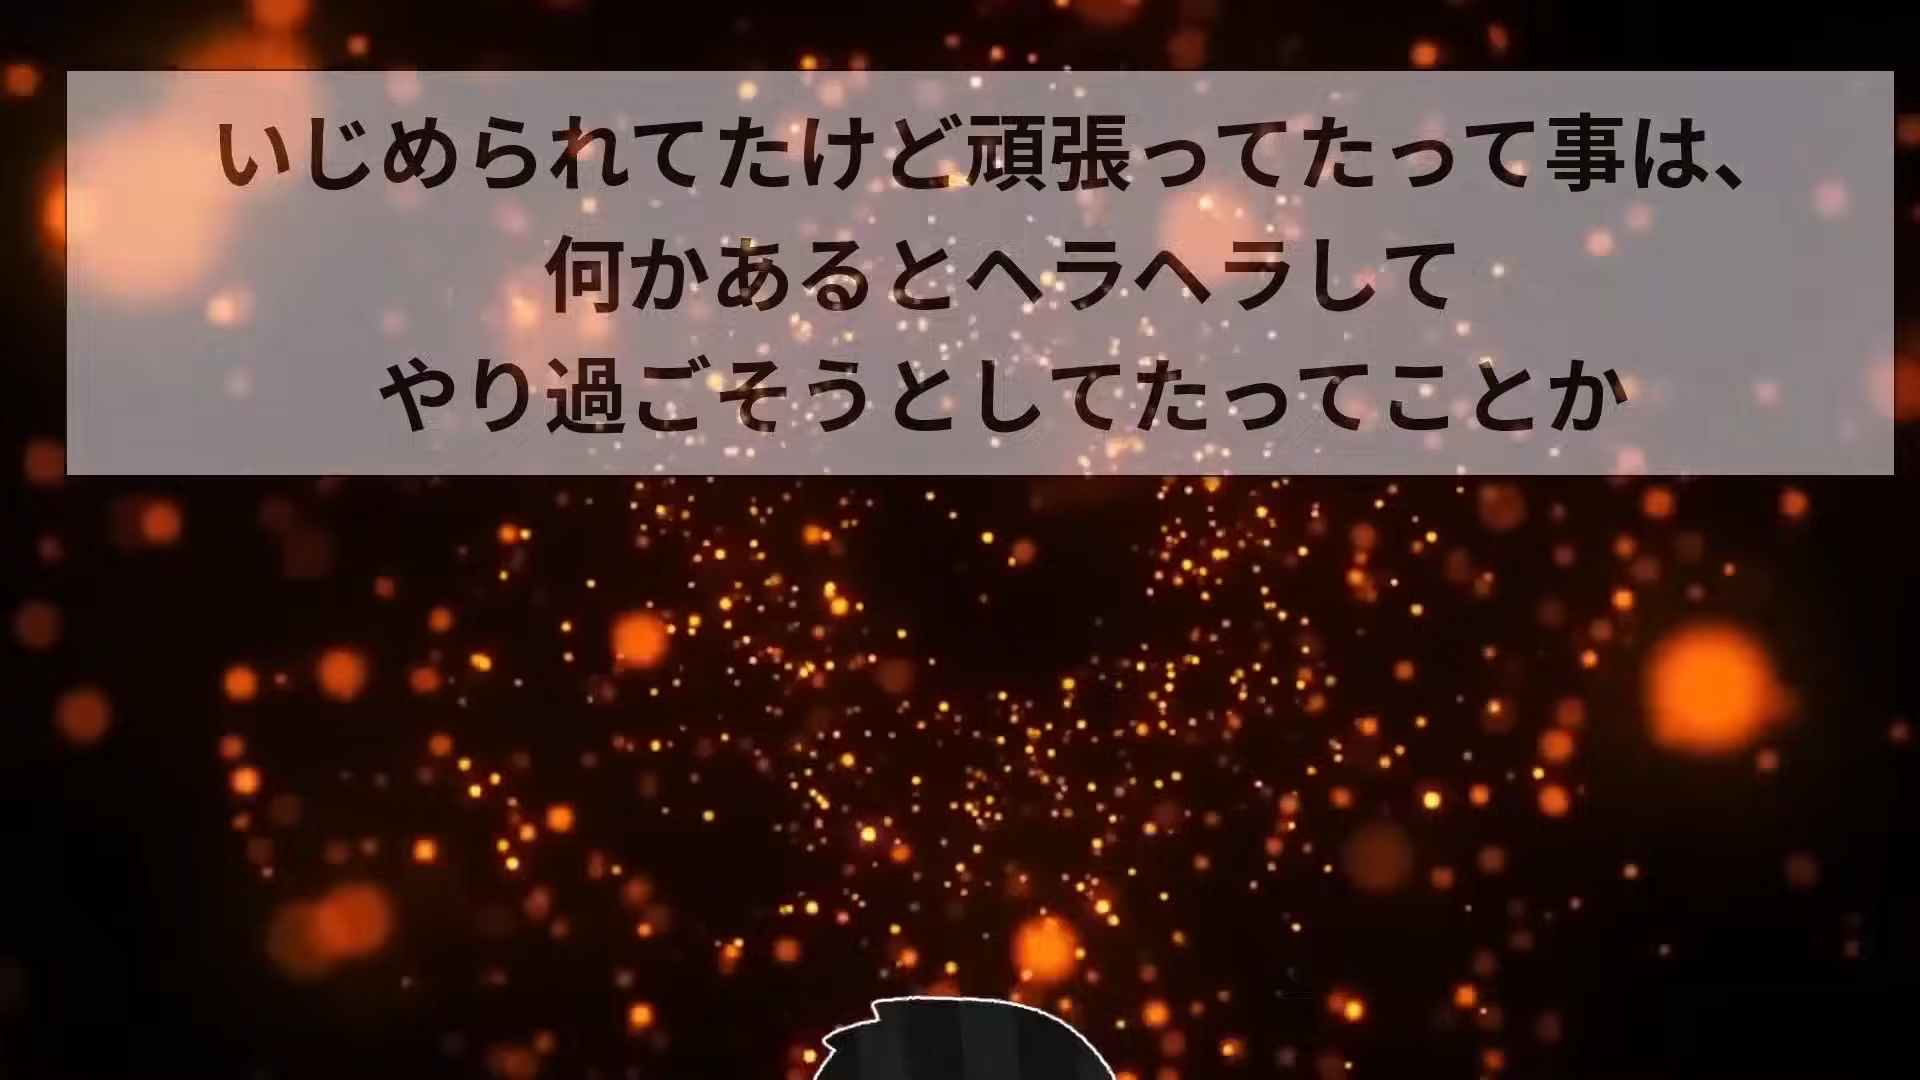 いじめられてたけど頑張ってたって事は、
何かあるとヘラヘラして
やり過ごそうとしてたってことか